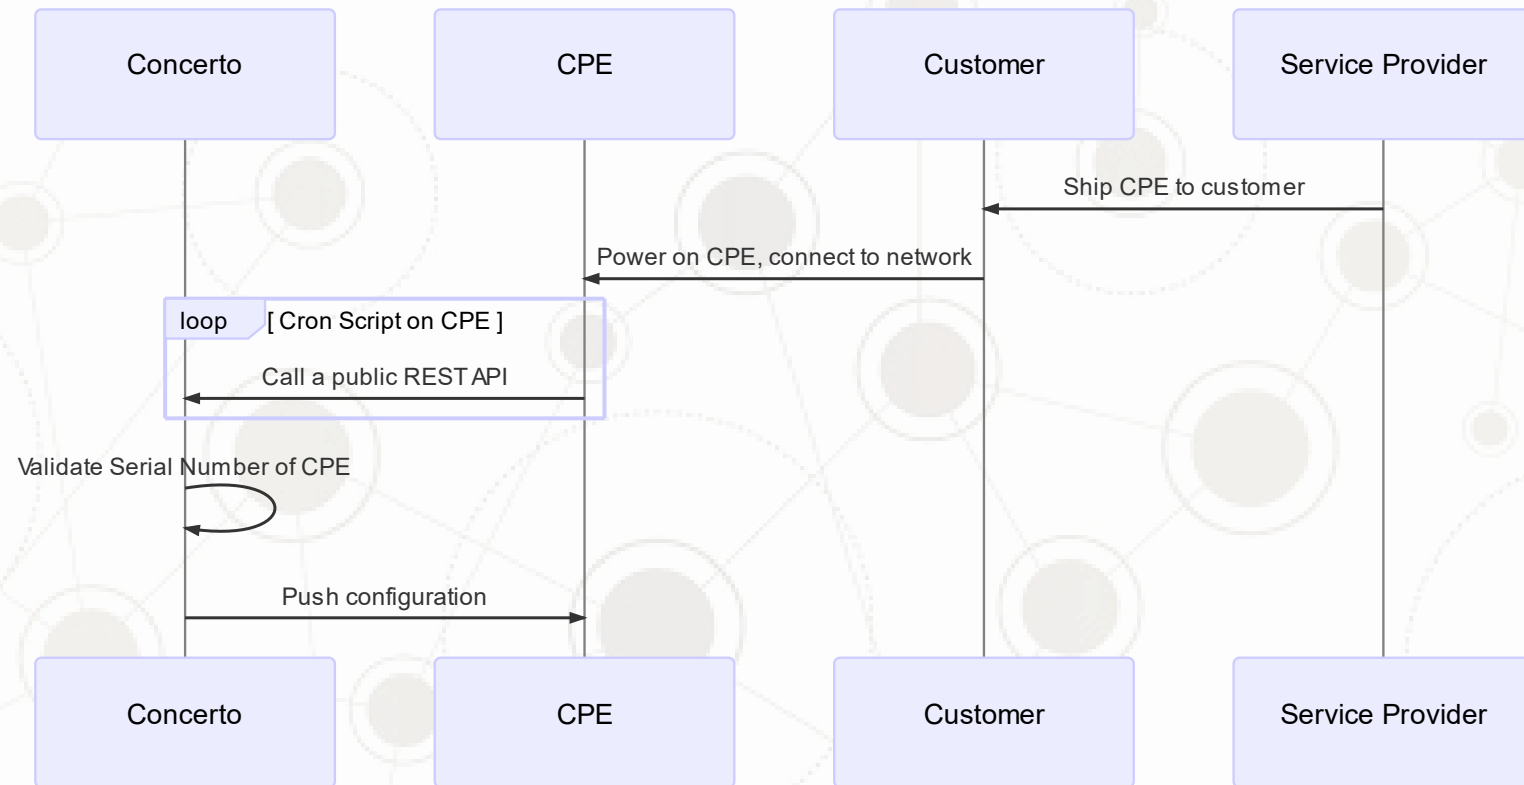 Concerto
CPE
Customer
Service Provider
Ship CPE to customer
Power on CPE, connect to network
loop
[ Cron Script on CPE ]
Call a public REST API
Validate Serial Number of CPE
Push configuration
Concerto
CPE
Customer
Service Provider